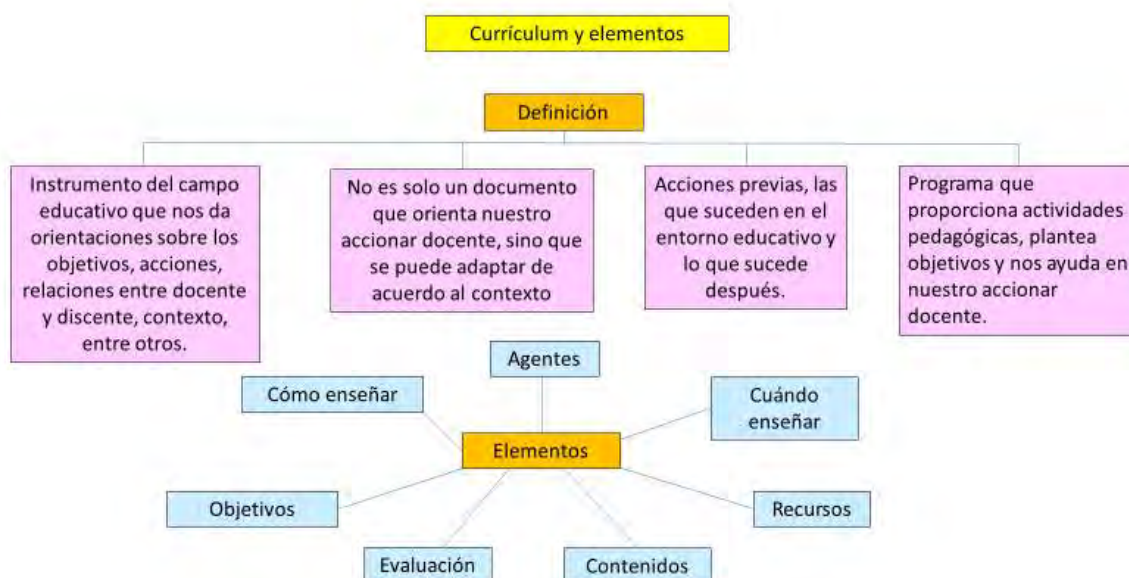 Currículum y elementos
Definición
Instrumento del campo
educativo que nos da
orientaciones sobre los
objetivos, acciones,
relaciones entre docente
y discente, contexto,
entre otros.
No es solo un documento
que orienta nuestro
accionar docente, sino que
se puede adaptar de
acuerdo al contexto
Acciones previas, las
que suceden en el
entorno educativo y
lo que sucede
después.
Programa que
proporciona actividades
pedagógicas, plantea
objetivos y nos ayuda en
nuestro accionar
docente.
Agentes
Cómo enseñar
Cuándo
enseñar
Elementos
Objetivos
Recursos
Evaluación
Contenidos